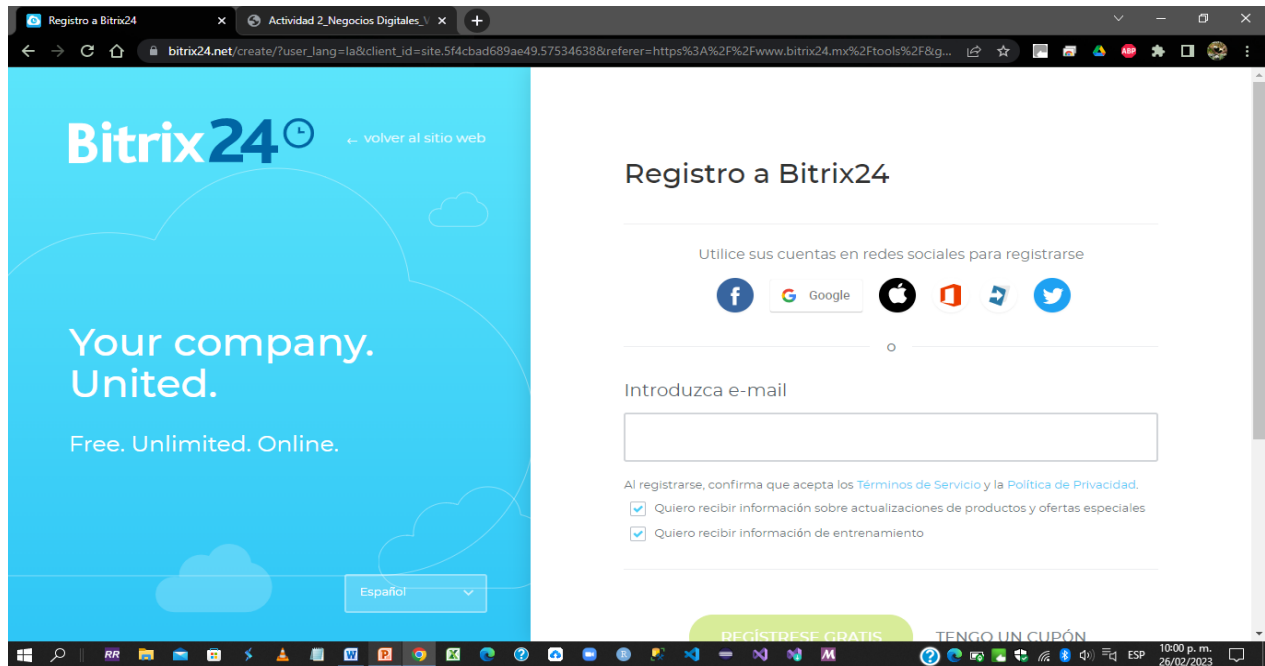 Registro a Bitrix24
Actividad 2_Negocios Digitales_V
bitrix24.net/create/?user_lang=la&client_id=site.5f4cbad689ae49.57534638&referer=https%3A%2F%2Fwww.bitrix24.mx%2Ftools%2F&g...
ABP
Bitrix24
← volver al sitio web
Your company.
United.
Free. Unlimited. Online.
Español
Registro a Bitrix24
Utilice sus cuentas en redes sociales para registrarse
Google
o
Introduzca e-mail
Al registrarse, confirma que acepta los Términos de Servicio y la Política de Privacidad.
Quiero recibir información sobre actualizaciones de productos y ofertas especiales
Quiero recibir información de entrenamiento
REGÍSTRESE GRATIS
TENGO UN CUPÓN
RR
ESP
10:00 p. m.
26/02/2023